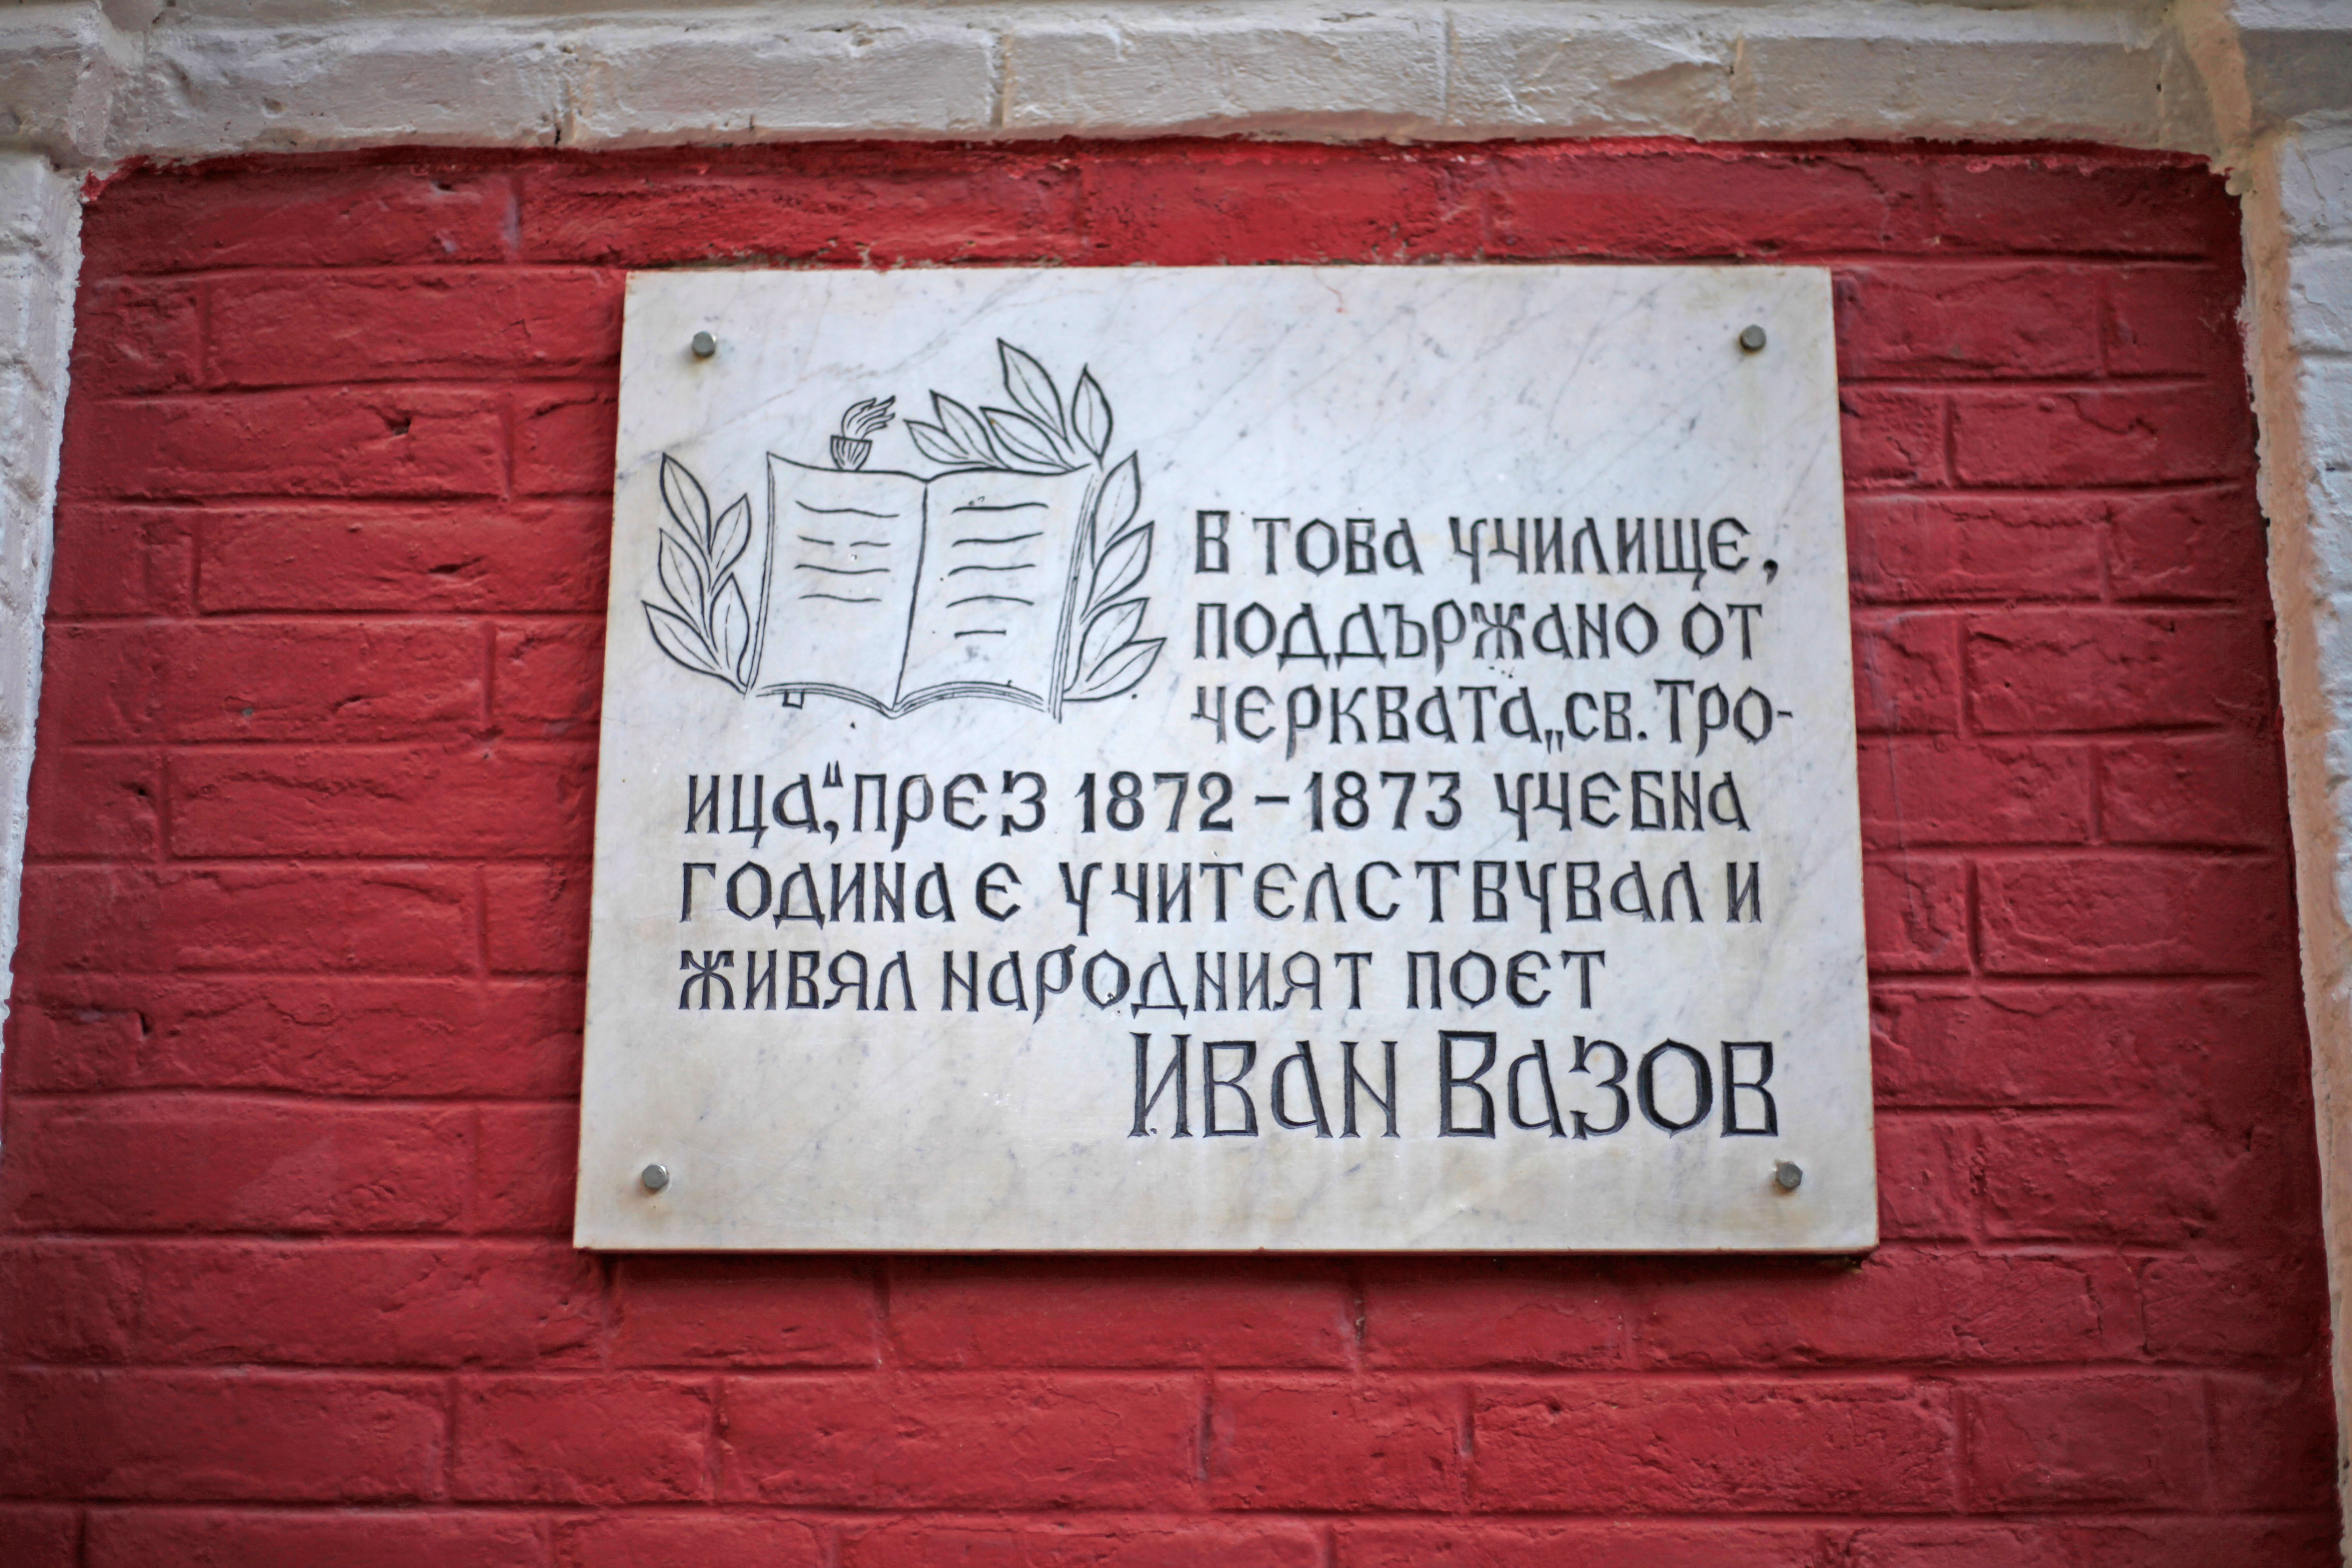 В това училище,
поддържано от
черквата „св. Тро-
ица“, през 1872 – 1873 учебна
година е учителствувал и
живял народният поет
Иван Вазов